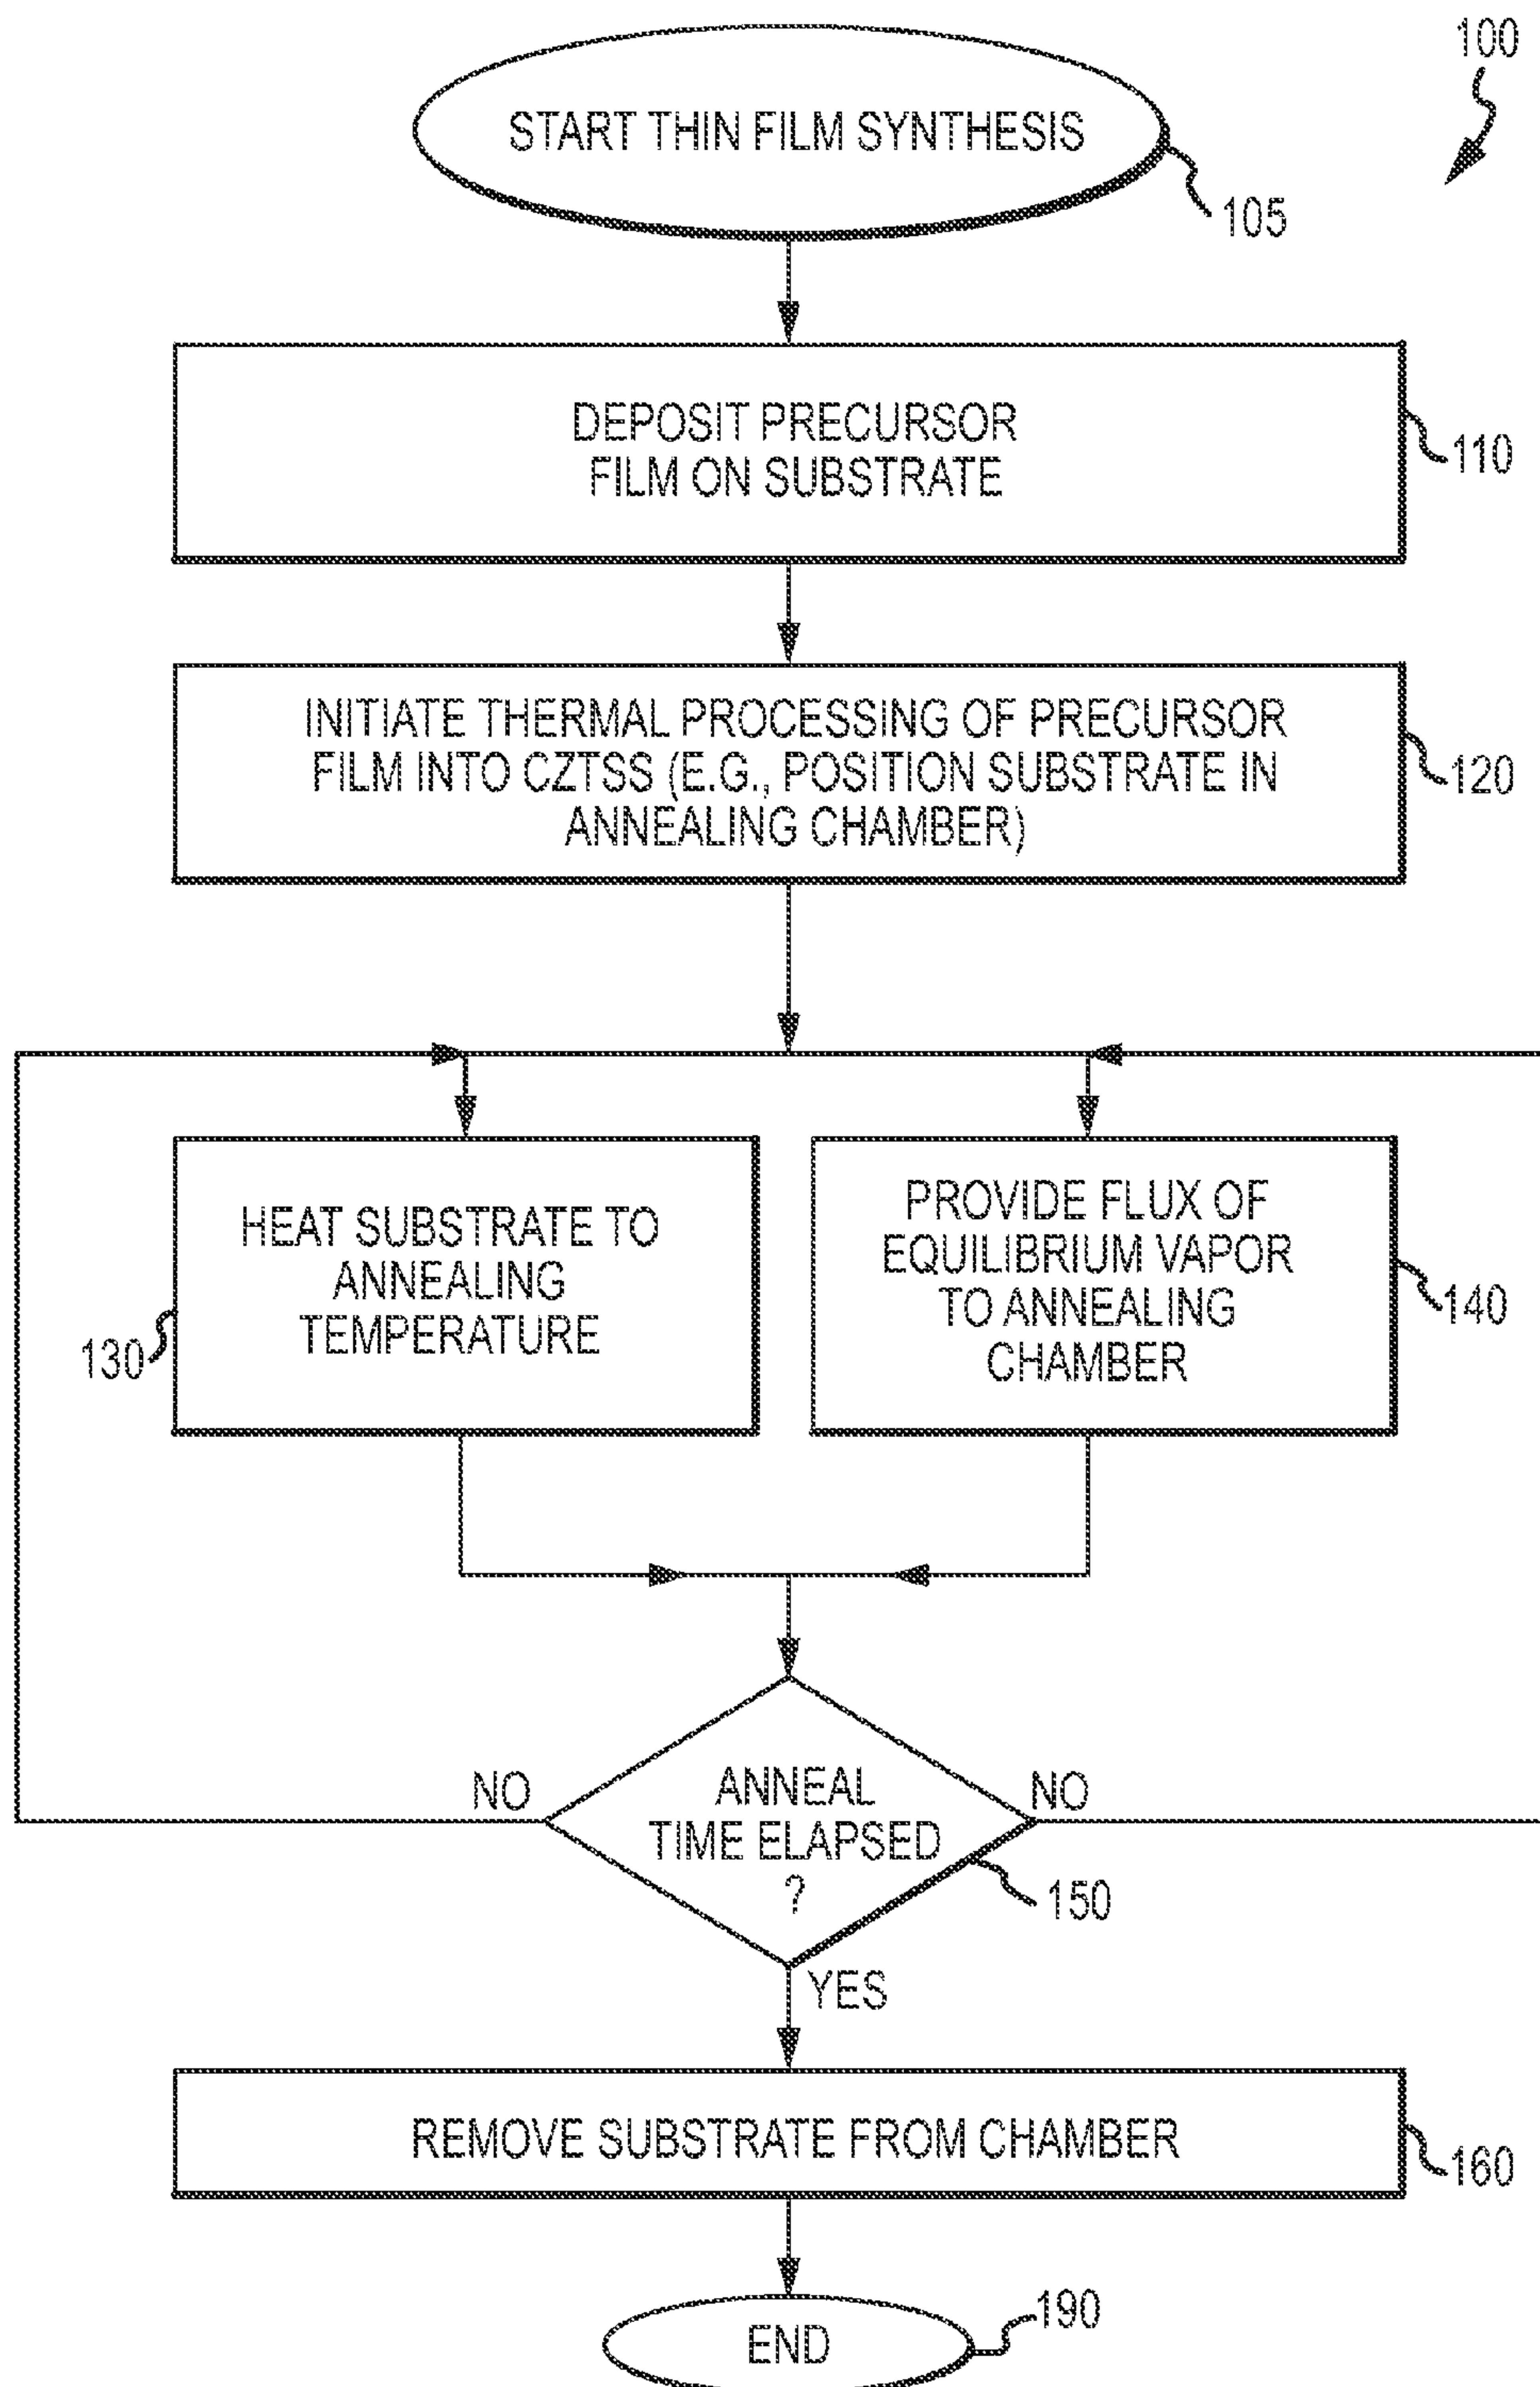 100
START THIN FILM SYNTHESIS
105
DEPOSIT PRECURSOR
FILM ON SUBSTRATE
110
INITIATE THERMAL PROCESSING OF PRECURSOR
FILM INTO CZTSS (E.G., POSITION SUBSTRATE IN
ANNEALING CHAMBER)
120
HEAT SUBSTRATE TO
ANNEALING
TEMPERATURE
130
PROVIDE FLUX OF
EQUILIBRIUM VAPOR
TO ANNEALING
CHAMBER
140
NO
ANNEAL
TIME ELAPSED
?
NO
150
YES
REMOVE SUBSTRATE FROM CHAMBER
160
END
190